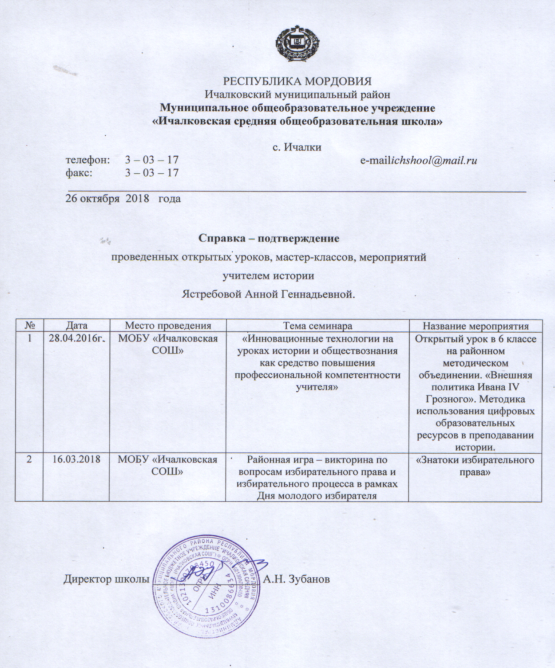 РЕСПУБЛИКА МОРДОВИЯ
Ичалковский муниципальный район
Муниципальное общеобразовательное учреждение
«Ичалковская средняя общеобразовательная школа»
с. Ичалки
телефон: 3 – 03 – 17 e-mailichshool@mail.ru
факс: 3 – 03 – 17
26 октября 2018 года
Справка – подтверждение
проведенных открытых уроков, мастер-классов, мероприятий
учителем истории
Ястребовой Анной Геннадьевной.
№ Дата Место проведения Тема семинара Название мероприятия
1 28.04.2016г. МОБУ «Ичалковская «Инновационные технологии на Открытый урок в 6 классе
СОШ» уроках истории и обществознания на районном
как средство повышения методическом
профессиональной компетентности объединении. «Внешняя
учителя» политика Ивана IV
Грозного». Методика
использования цифровых
образовательных
ресурсов в преподавании
истории.
2 16.03.2018 МОБУ «Ичалковская Районная игра – викторина по «Знатоки избирательного
СОШ» вопросам избирательного права и права»
избирательного процесса в рамках
Дня молодого избирателя
Директор школы А.Н. Зубанов
ОГРН
ИНН